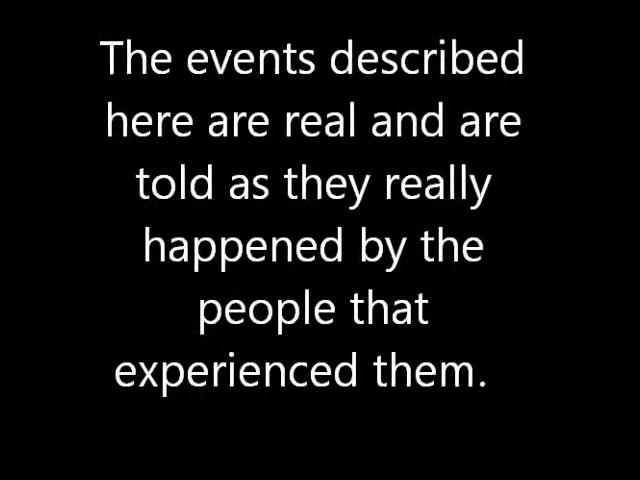 The events described
here are real and are
told as they really
happened by the
people that
experienced them.